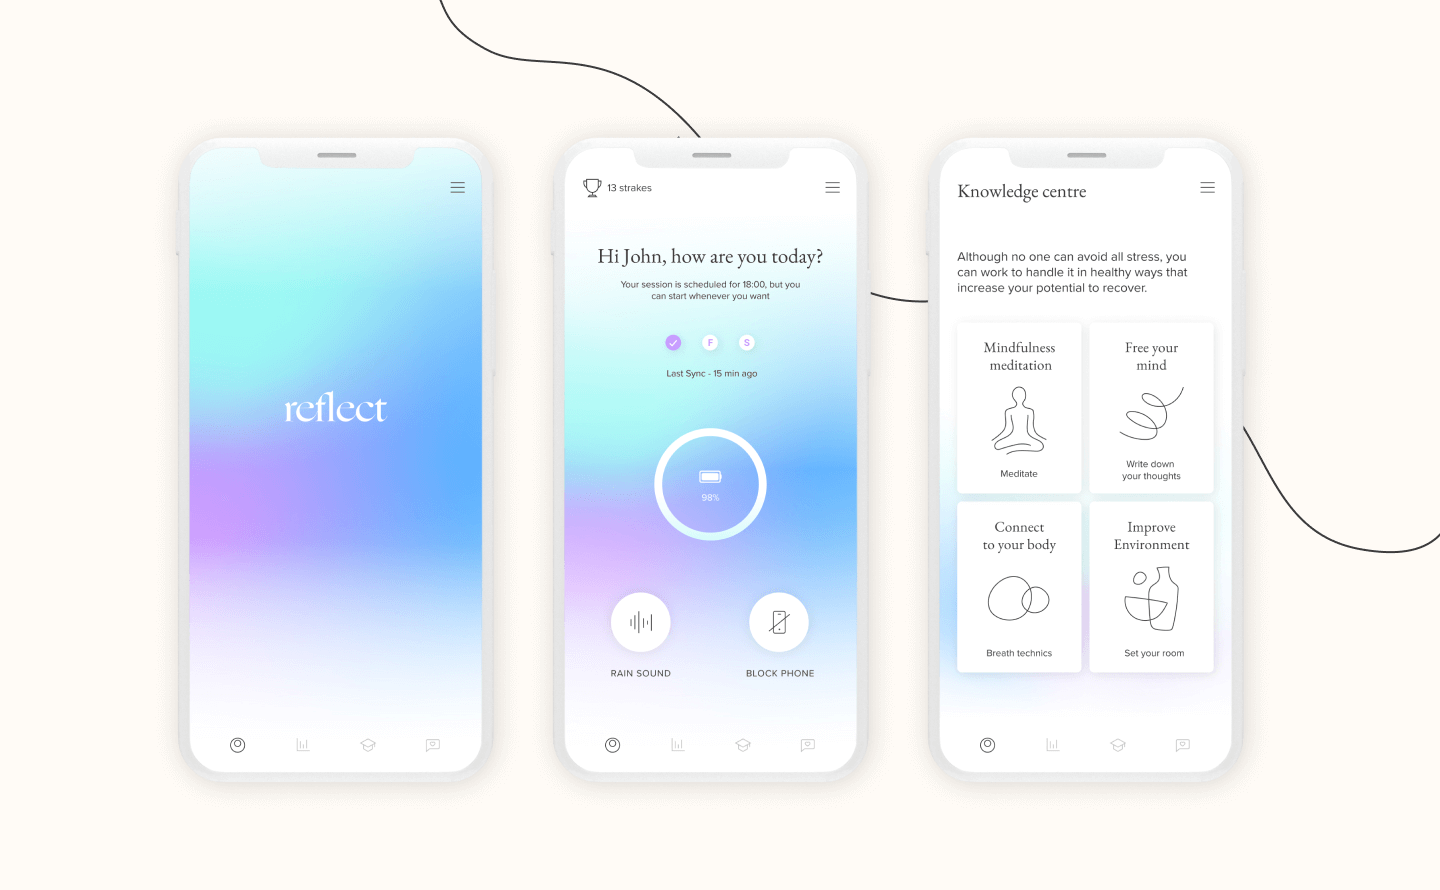 reflect
13 strakes
Hi John, how are you today?
Your session is scheduled for 18:00, but you
can start whenever you want
F
S
Last Sync - 15 min ago
98%
RAIN SOUND
BLOCK PHONE
Knowledge centre
Although no one can avoid all stress, you
can work to handle it in healthy ways that
increase your potential to recover.
Mindfulness
meditation
Meditate
Free your
mind
Write down
your thoughts
Connect
to your body
Breath technics
Improve
Environment
Set your room